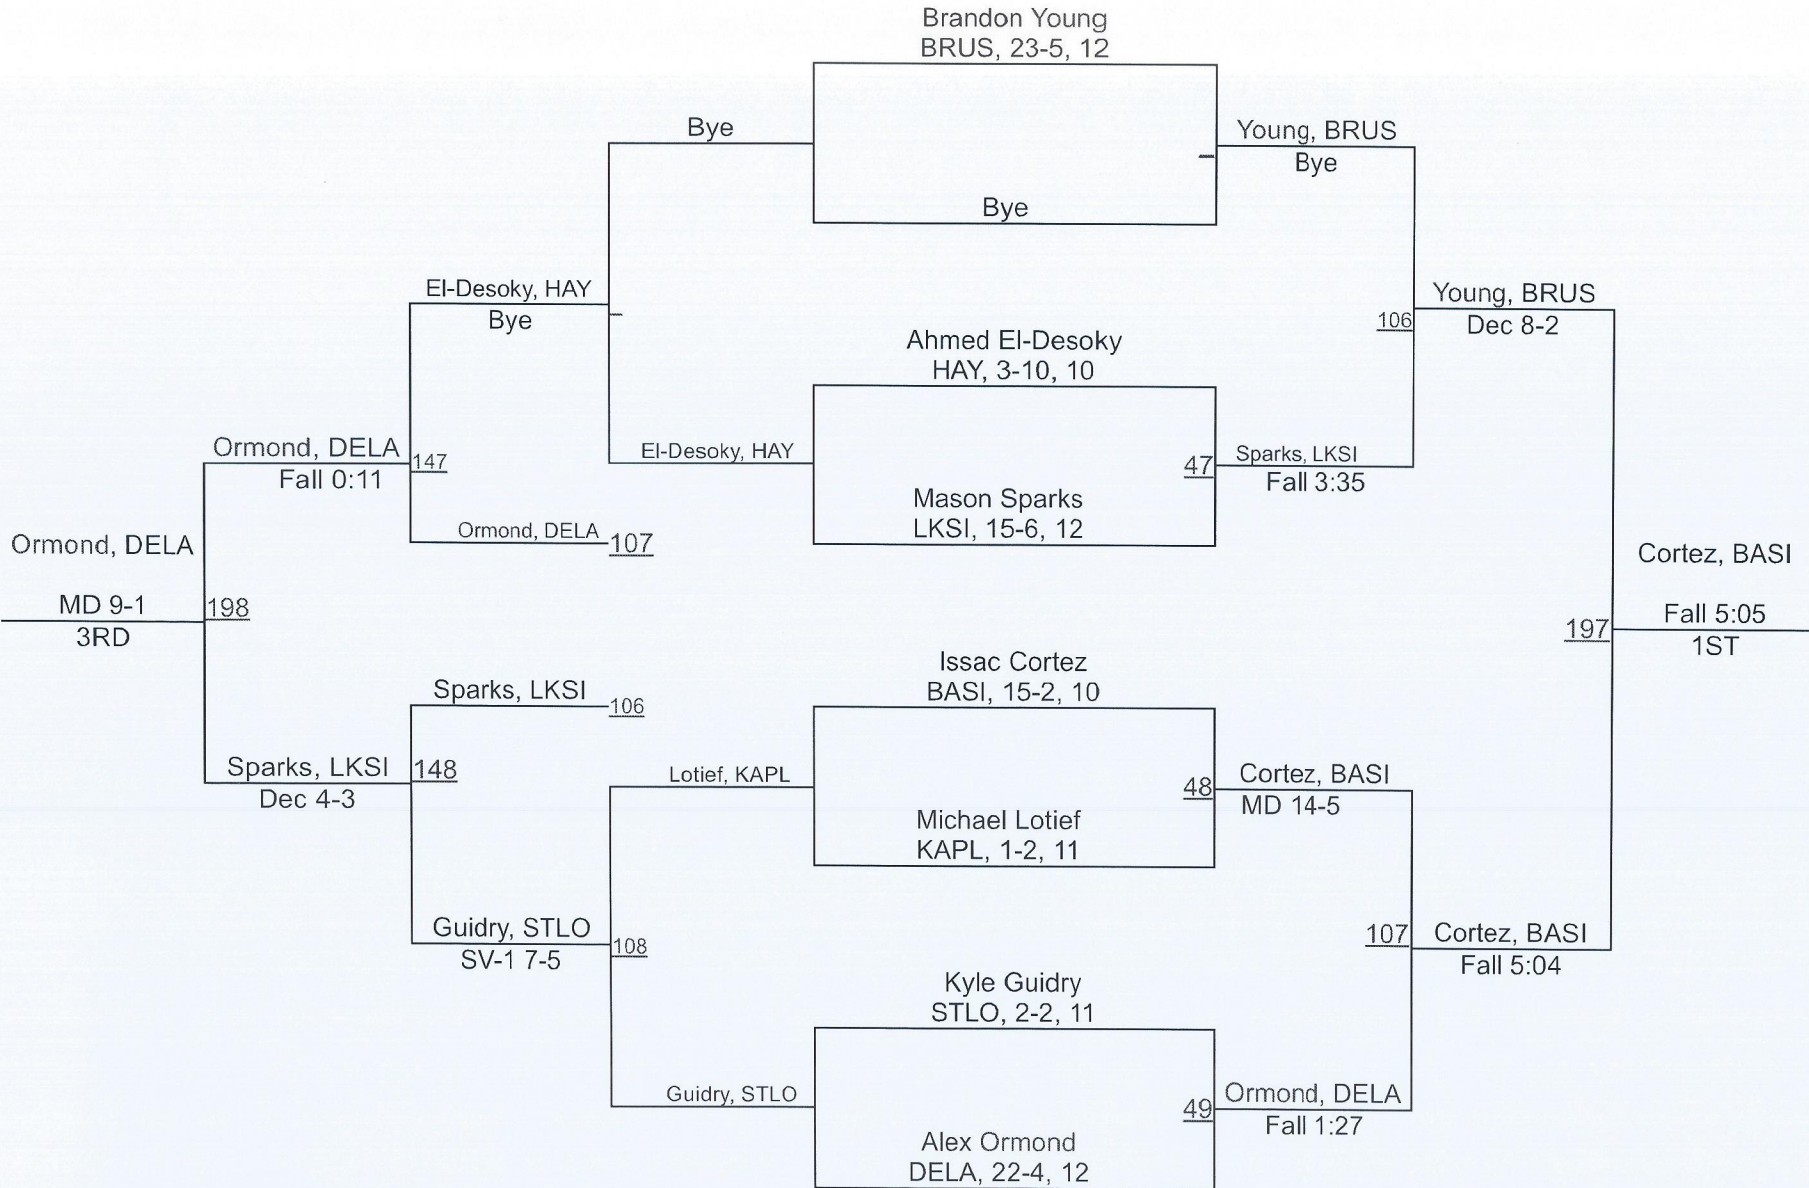 Brandon Young
BRUS, 23-5, 12
Bye
Young, BRUS
Bye
Bye
El-Desoky, HAY
Bye
Young, BRUS
Dec 8-2
106
Ahmed El-Desoky
HAY, 3-10, 10
Ormond, DELA
Fall 0:11
147
El-Desoky, HAY
47
Sparks, LKSI
Fall 3:35
Mason Sparks
LKSI, 15-6, 12
Ormond, DELA
107
Ormond, DELA
MD 9-1
3RD
198
Cortez, BASI
Fall 5:05
1ST
197
Issac Cortez
BASI, 15-2, 10
Sparks, LKSI
106
Sparks, LKSI
Dec 4-3
148
Lotief, KAPL
48
Cortez, BASI
MD 14-5
Michael Lotief
KAPL, 1-2, 11
Guidry, STLO
SV-1 7-5
108
107
Cortez, BASI
Fall 5:04
Kyle Guidry
STLO, 2-2, 11
Guidry, STLO
49
Ormond, DELA
Fall 1:27
Alex Ormond
DELA, 22-4, 12